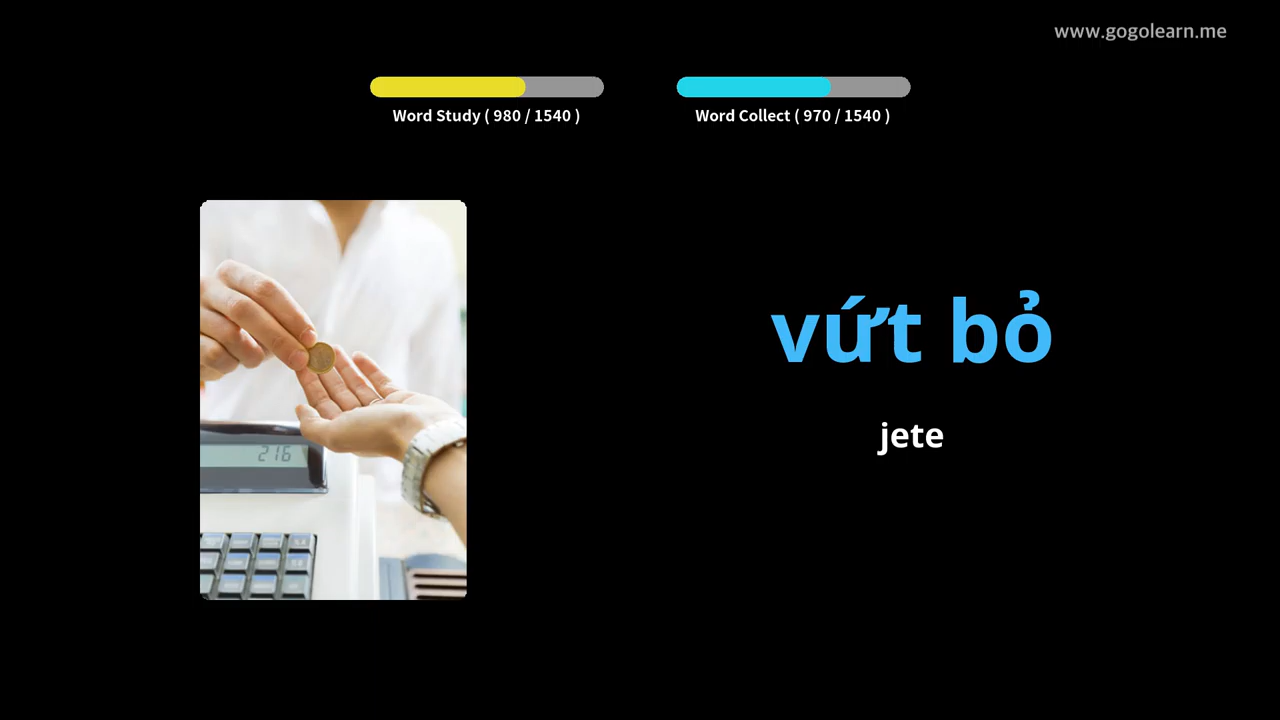 www.gogolearn.me
Word Study ( 980 / 1540 )
Word Collect ( 970 / 1540 )
vứt bỏ
jete
216